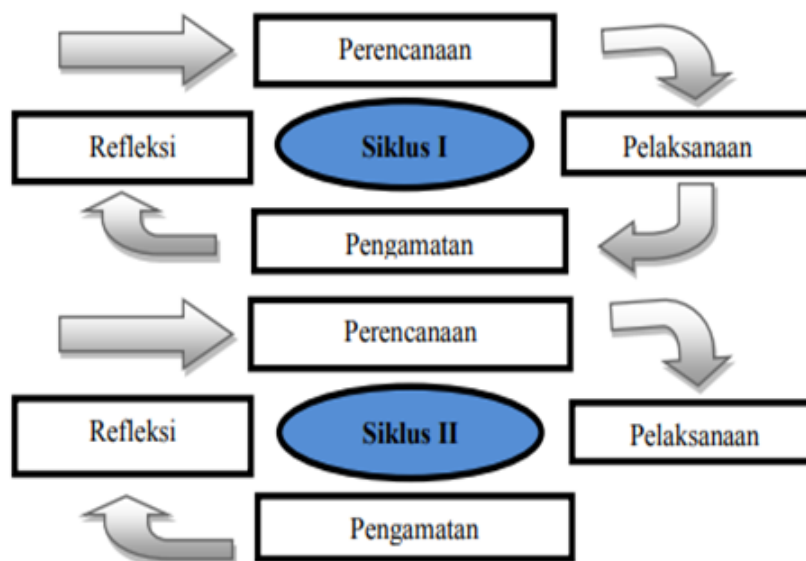 Perencanaan
Refleksi
Siklus I
Pelaksanaan
Pengamatan
Perencanaan
Refleksi
Siklus II
Pelaksanaan
Pengamatan